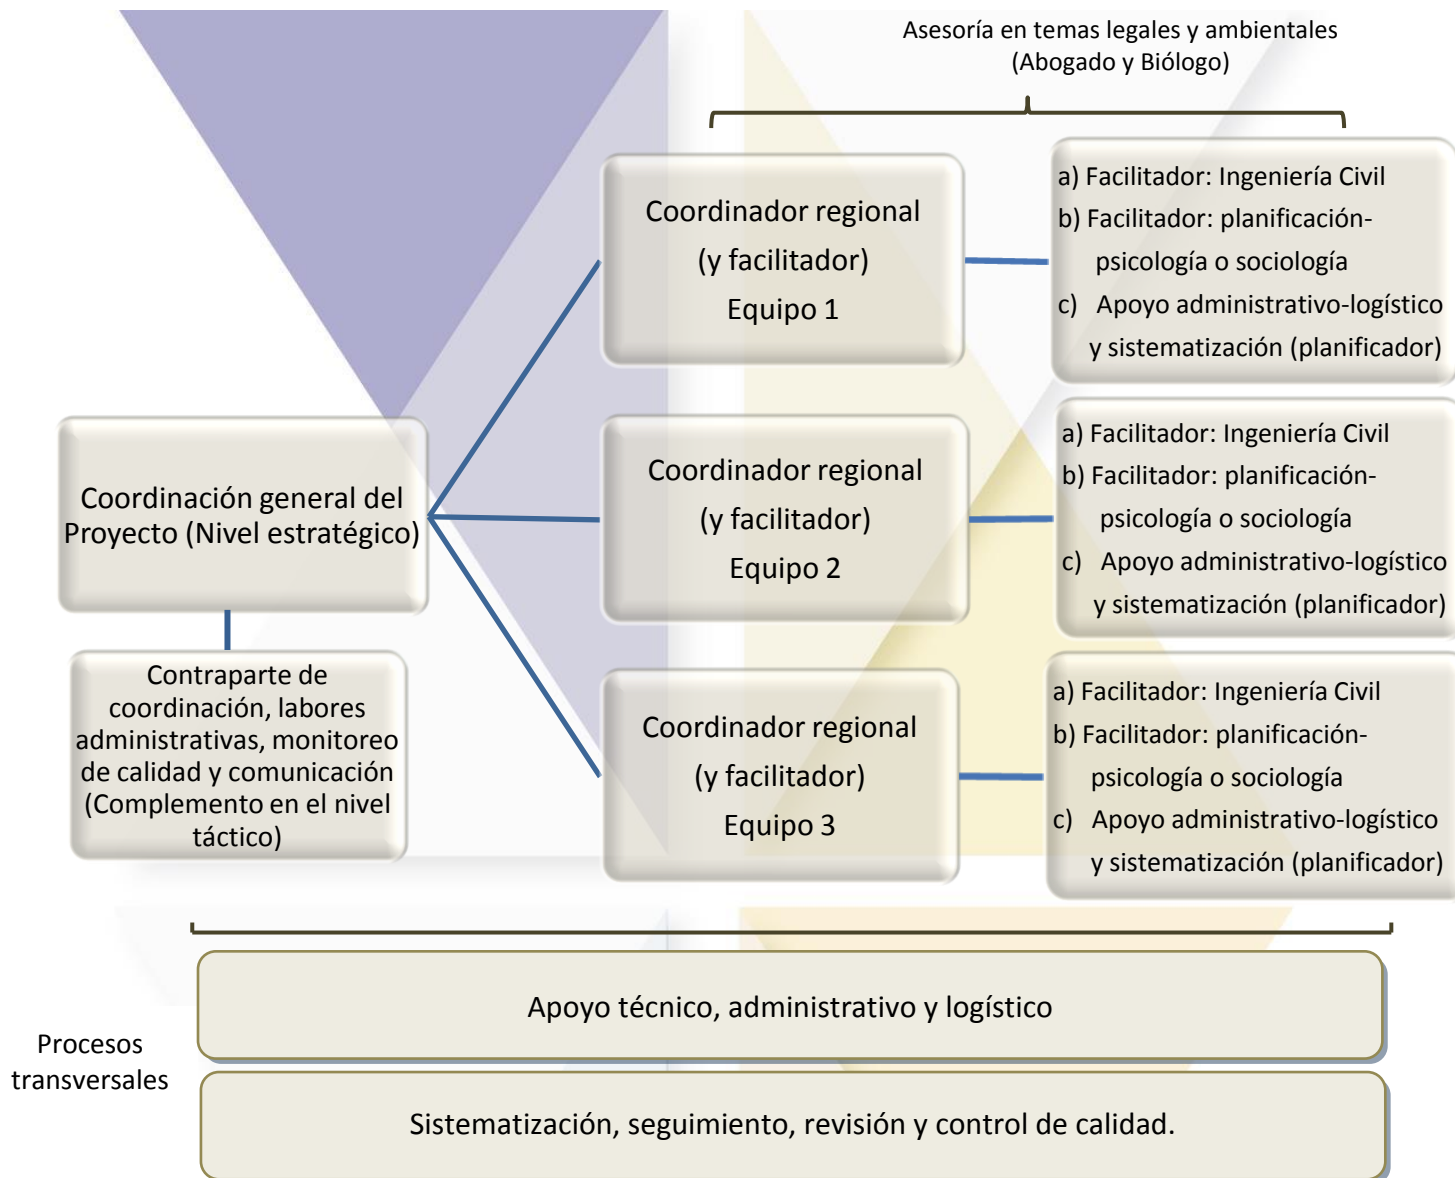 Asesoría en temas legales y ambientales
(Abogado y Biólogo)
Coordinador regional
(y facilitador)
Equipo 1
a) Facilitador: Ingeniería Civil
b) Facilitador: planificación-
psicología o sociología
c) Apoyo administrativo-logístico
y sistematización (planificador)
Coordinación general del
Proyecto (Nivel estratégico)
Coordinador regional
(y facilitador)
Equipo 2
a) Facilitador: Ingeniería Civil
b) Facilitador: planificación-
psicología o sociología
c) Apoyo administrativo-logístico
y sistematización (planificador)
Contraparte de
coordinación, labores
administrativas, monitoreo
de calidad y comunicación
(Complemento en el nivel
táctico)
Coordinador regional
(y facilitador)
Equipo 3
a) Facilitador: Ingeniería Civil
b) Facilitador: planificación-
psicología o sociología
c) Apoyo administrativo-logístico
y sistematización (planificador)
Procesos
transversales
Apoyo técnico, administrativo y logístico
Sistematización, seguimiento, revisión y control de calidad.